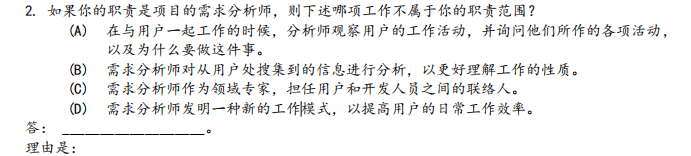 2. 如果你的职责是项目的需求分析师，则下述哪项工作不属于你的职责范围？
(A) 在与用户一起工作的时候，分析师观察用户的工作活动，并询问他们所作的各项活动，
以及为什么要做这件事。
(B) 需求分析师对从用户处搜集到的信息进行分析，以更好理解工作的性质。
(C) 需求分析师作为领域专家，担任用户和开发人员之间的联络人。
(D) 需求分析师发明一种新的工作模式，以提高用户的日常工作效率。
答：____________________。
理由是：